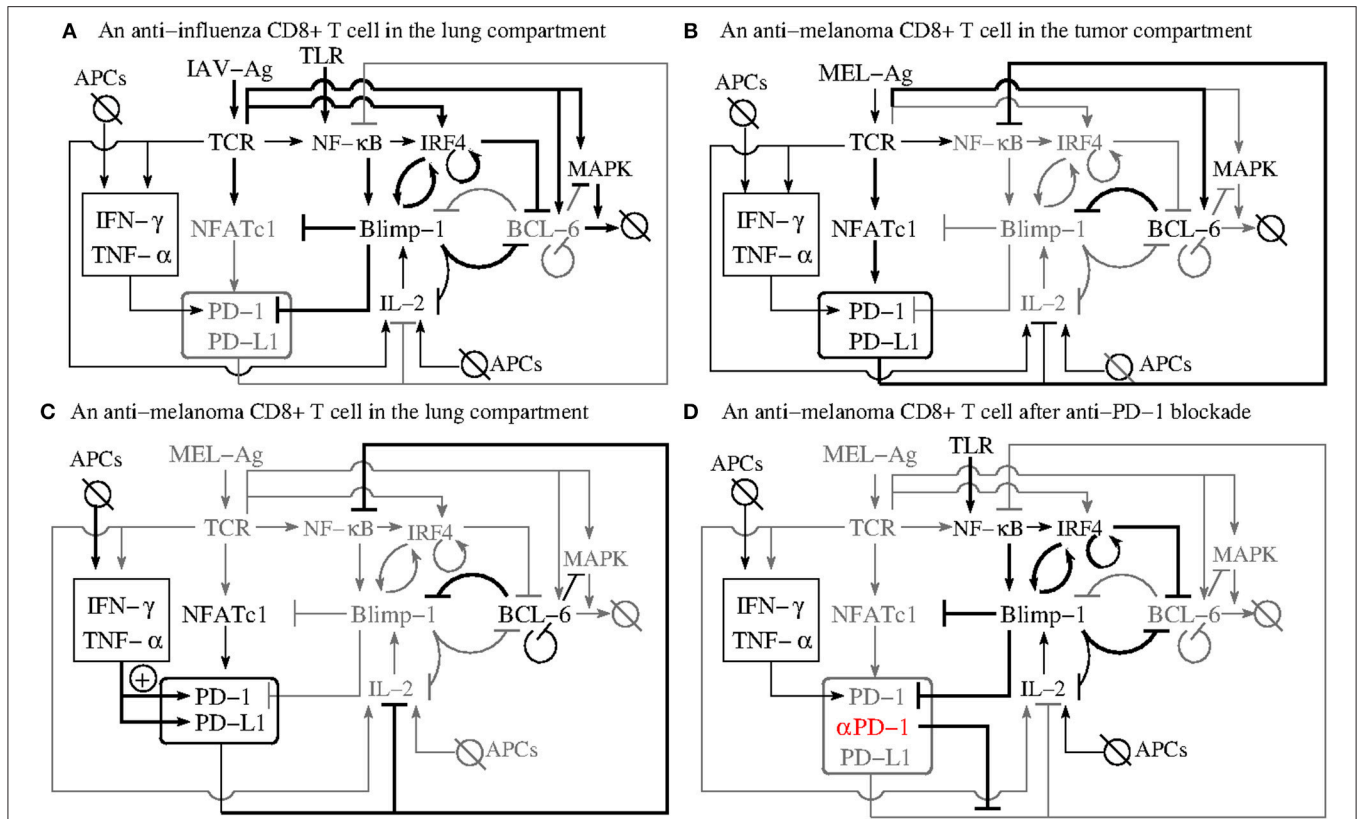 A An anti−influenza CD8+ T cell in the lung compartment
APCs
IAV−Ag
TLR
TCR
NF−κB
IRF4
MAPK
IFN−γ
TNF−α
NFATc1
Blimp−1
BCL−6
PD−1
PD−L1
IL−2
APCs
B An anti−melanoma CD8+ T cell in the tumor compartment
APCs
MEL−Ag
TCR
NF−κB
IRF4
MAPK
IFN−γ
TNF−α
NFATc1
Blimp−1
BCL−6
PD−1
PD−L1
IL−2
APCs
C An anti−melanoma CD8+ T cell in the lung compartment
APCs
MEL−Ag
TCR
NF−κB
IRF4
MAPK
IFN−γ
TNF−α
NFATc1
Blimp−1
BCL−6
+
PD−1
PD−L1
IL−2
APCs
D An anti−melanoma CD8+ T cell after anti−PD−1 blockade
APCs
MEL−Ag
TLR
TCR
NF−κB
IRF4
MAPK
IFN−γ
TNF−α
NFATc1
Blimp−1
BCL−6
PD−1
αPD−1
PD−L1
IL−2
APCs